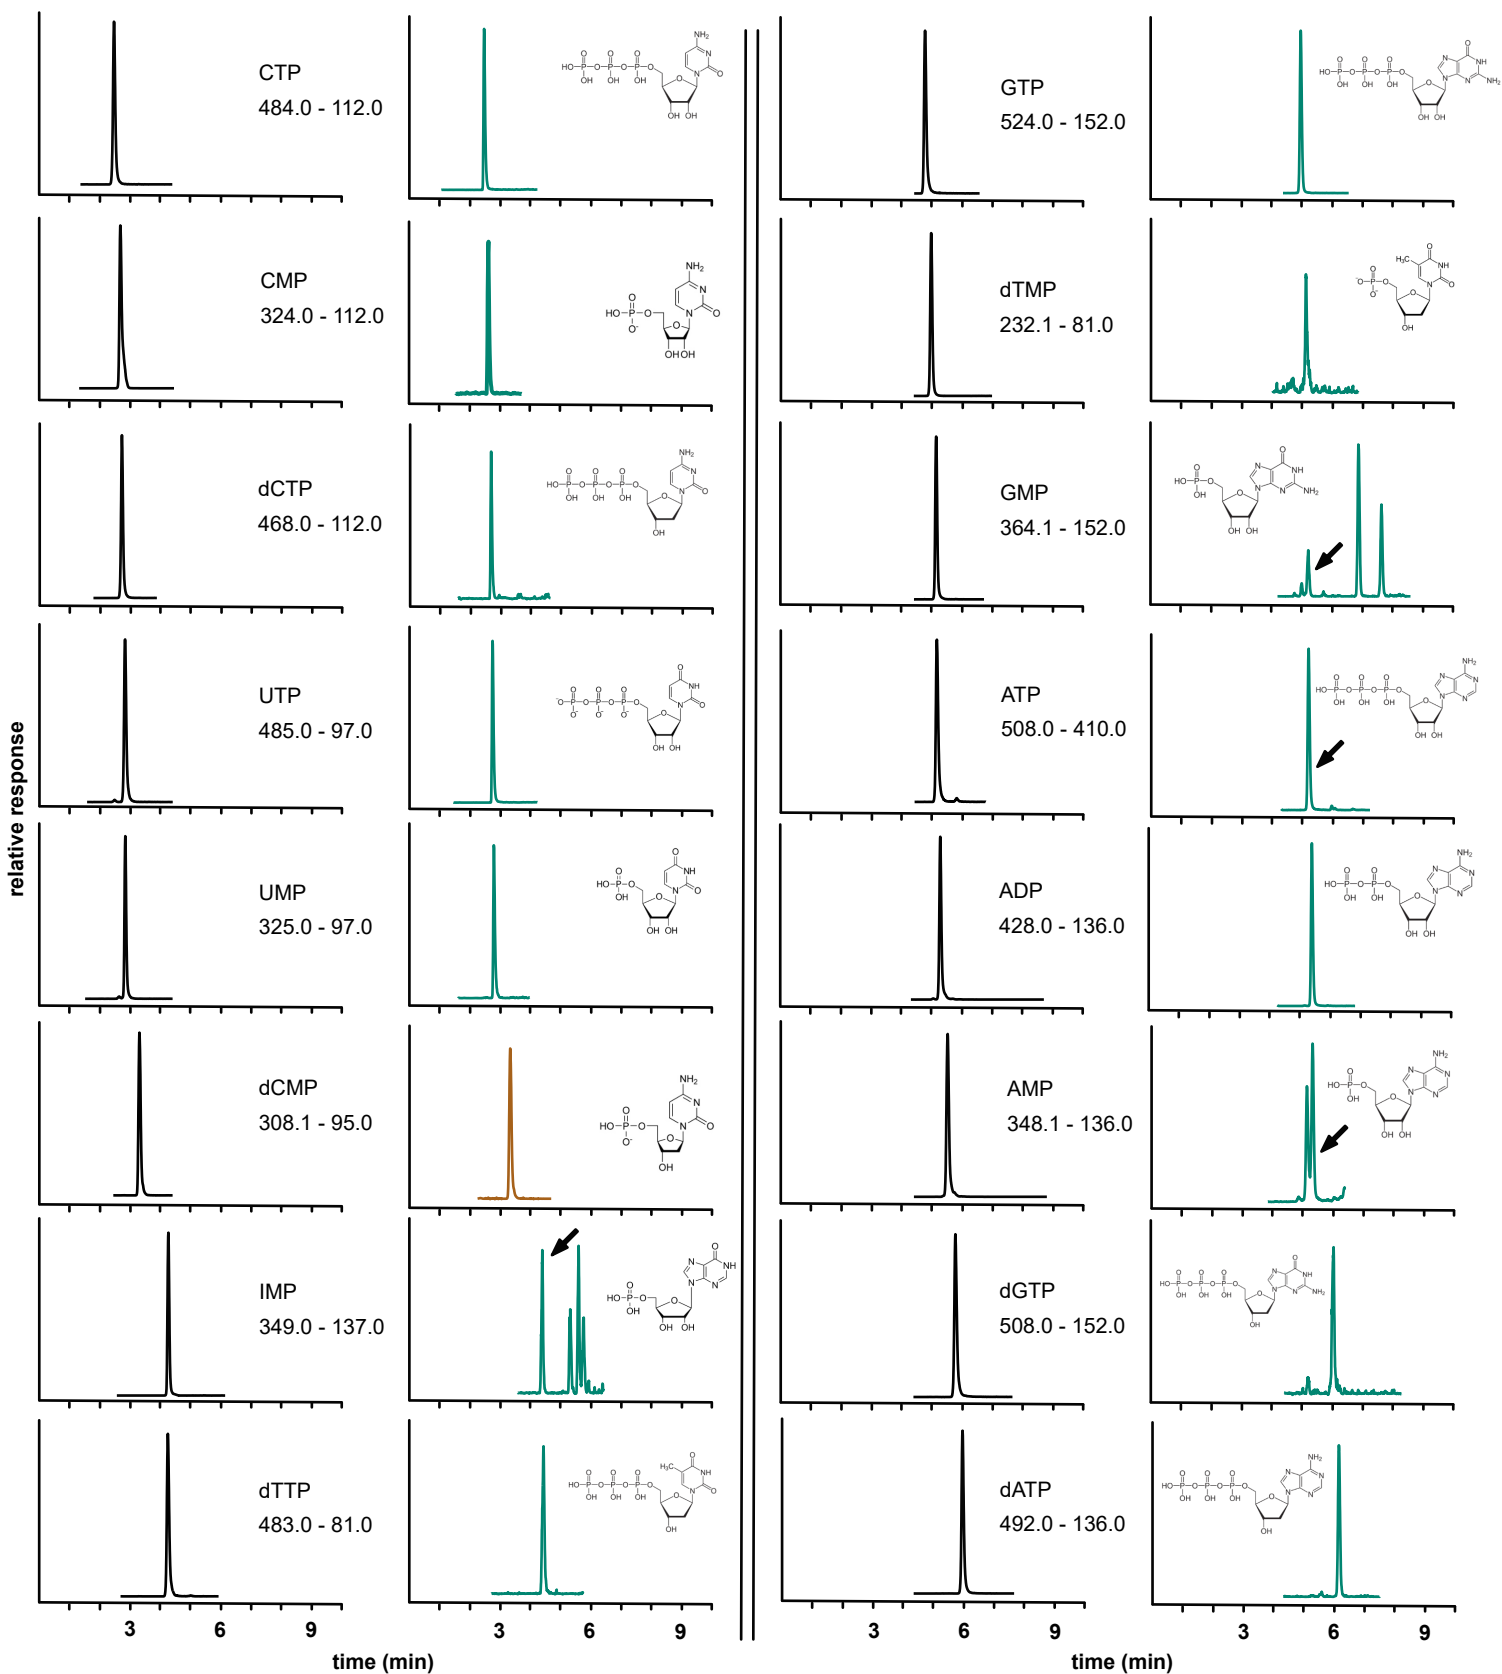 relative response
CTP
484.0 - 112.0
CMP
324.0 - 112.0
dCTP
468.0 - 112.0
UTP
485.0 - 97.0
UMP
325.0 - 97.0
dCMP
308.1 - 95.0
IMP
349.0 - 137.0
dTTP
483.0 - 81.0
3 6 9
3 6 9
time (min)
GTP
524.0 - 152.0
dTMP
232.1 - 81.0
GMP
364.1 - 152.0
ATP
508.0 - 410.0
ADP
428.0 - 136.0
AMP
348.1 - 136.0
dGTP
508.0 - 152.0
dATP
492.0 - 136.0
3 6 9
3 6 9
time (min)